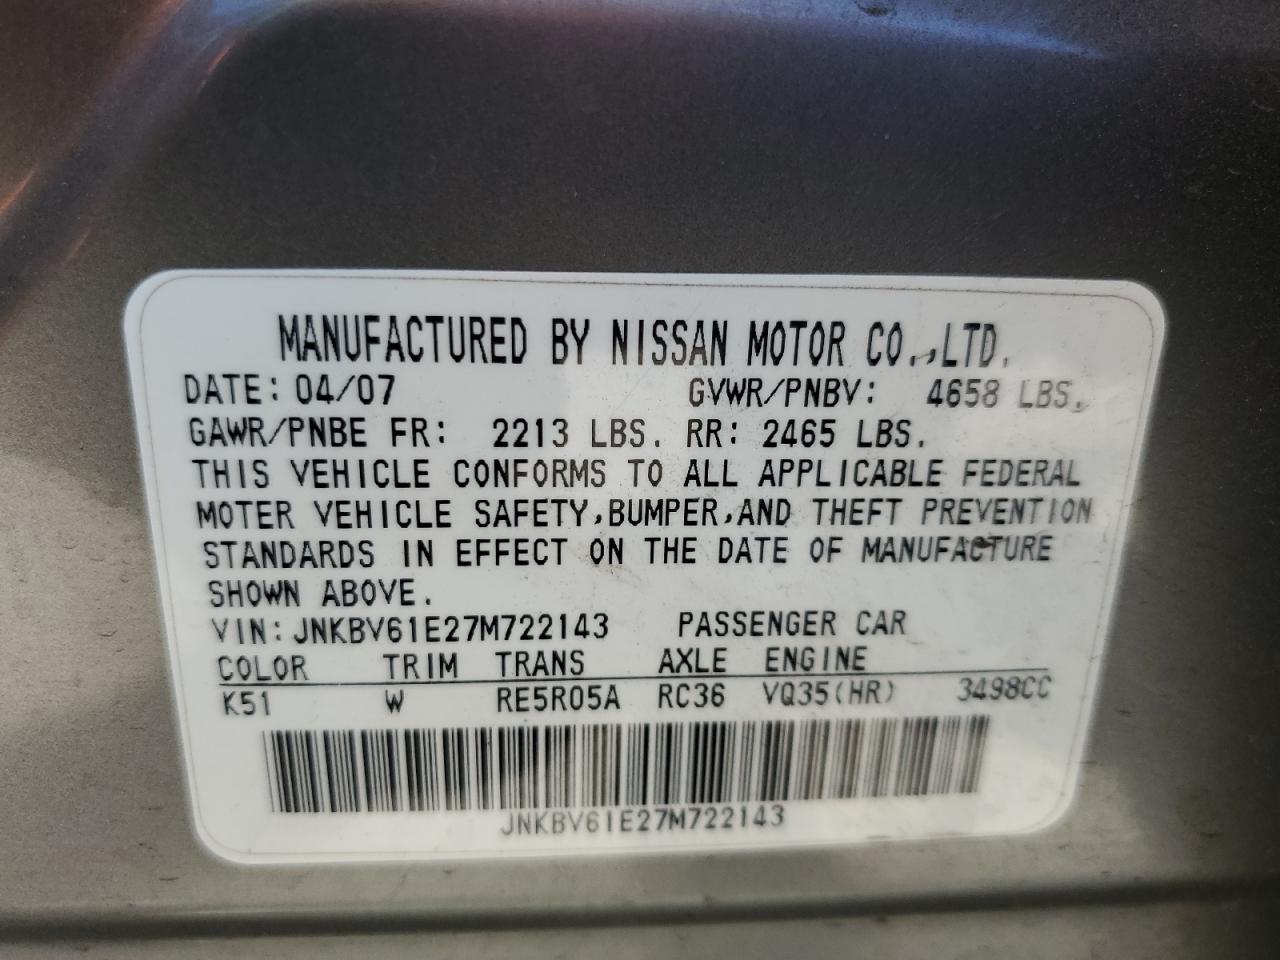 MANUFACTURED BY NISSAN MOTOR CO.,LTD.
DATE: 04/07 GVWR/PNBV: 4658 LBS.
GAWR/PNBE FR: 2213 LBS. RR: 2465 LBS.
THIS VEHICLE CONFORMS TO ALL APPLICABLE FEDERAL
MOTER VEHICLE SAFETY,BUMPER,AND THEFT PREVENTION
STANDARDS IN EFFECT ON THE DATE OF MANUFACTURE
SHOWN ABOVE.
VIN: JNKBV61E27M722143 PASSENGER CAR
COLOR TRIM TRANS AXLE ENGINE
K51 W RE5R05A RC36 VQ35(HR) 3498CC
JNKBV61E27M722143